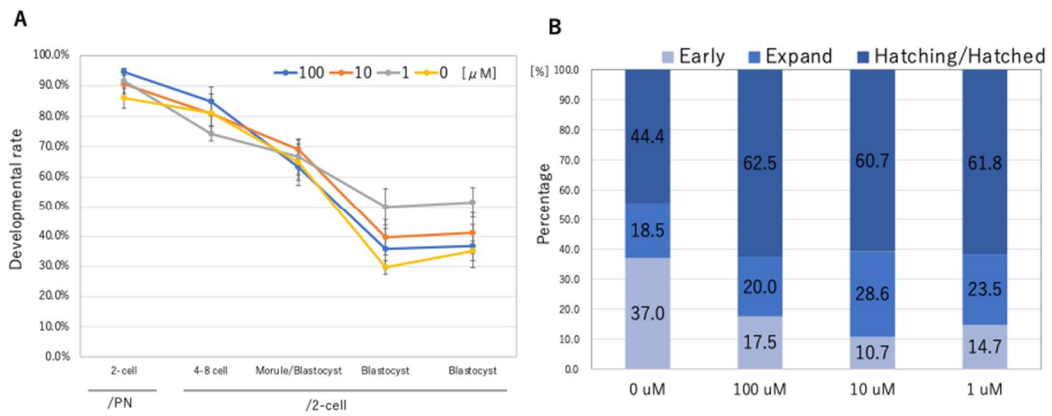 A
100.0%
90.0%
80.0%
70.0%
60.0%
50.0%
40.0%
30.0%
20.0%
10.0%
0.0%
Developmental rate
100 10 1 0 [μM]
2-cell 4-8 cell Morule/Blastocyst Blastocyst Blastocyst
/PN /2-cell
B
Early Expand Hatching/Hatched
[%]
100.0
90.0
80.0
70.0
60.0
50.0
40.0
30.0
20.0
10.0
0.0
Percentage
44.4 62.5 60.7 61.8
18.5 20.0 28.6 23.5
37.0 17.5 10.7 14.7
0 uM 100 uM 10 uM 1 uM